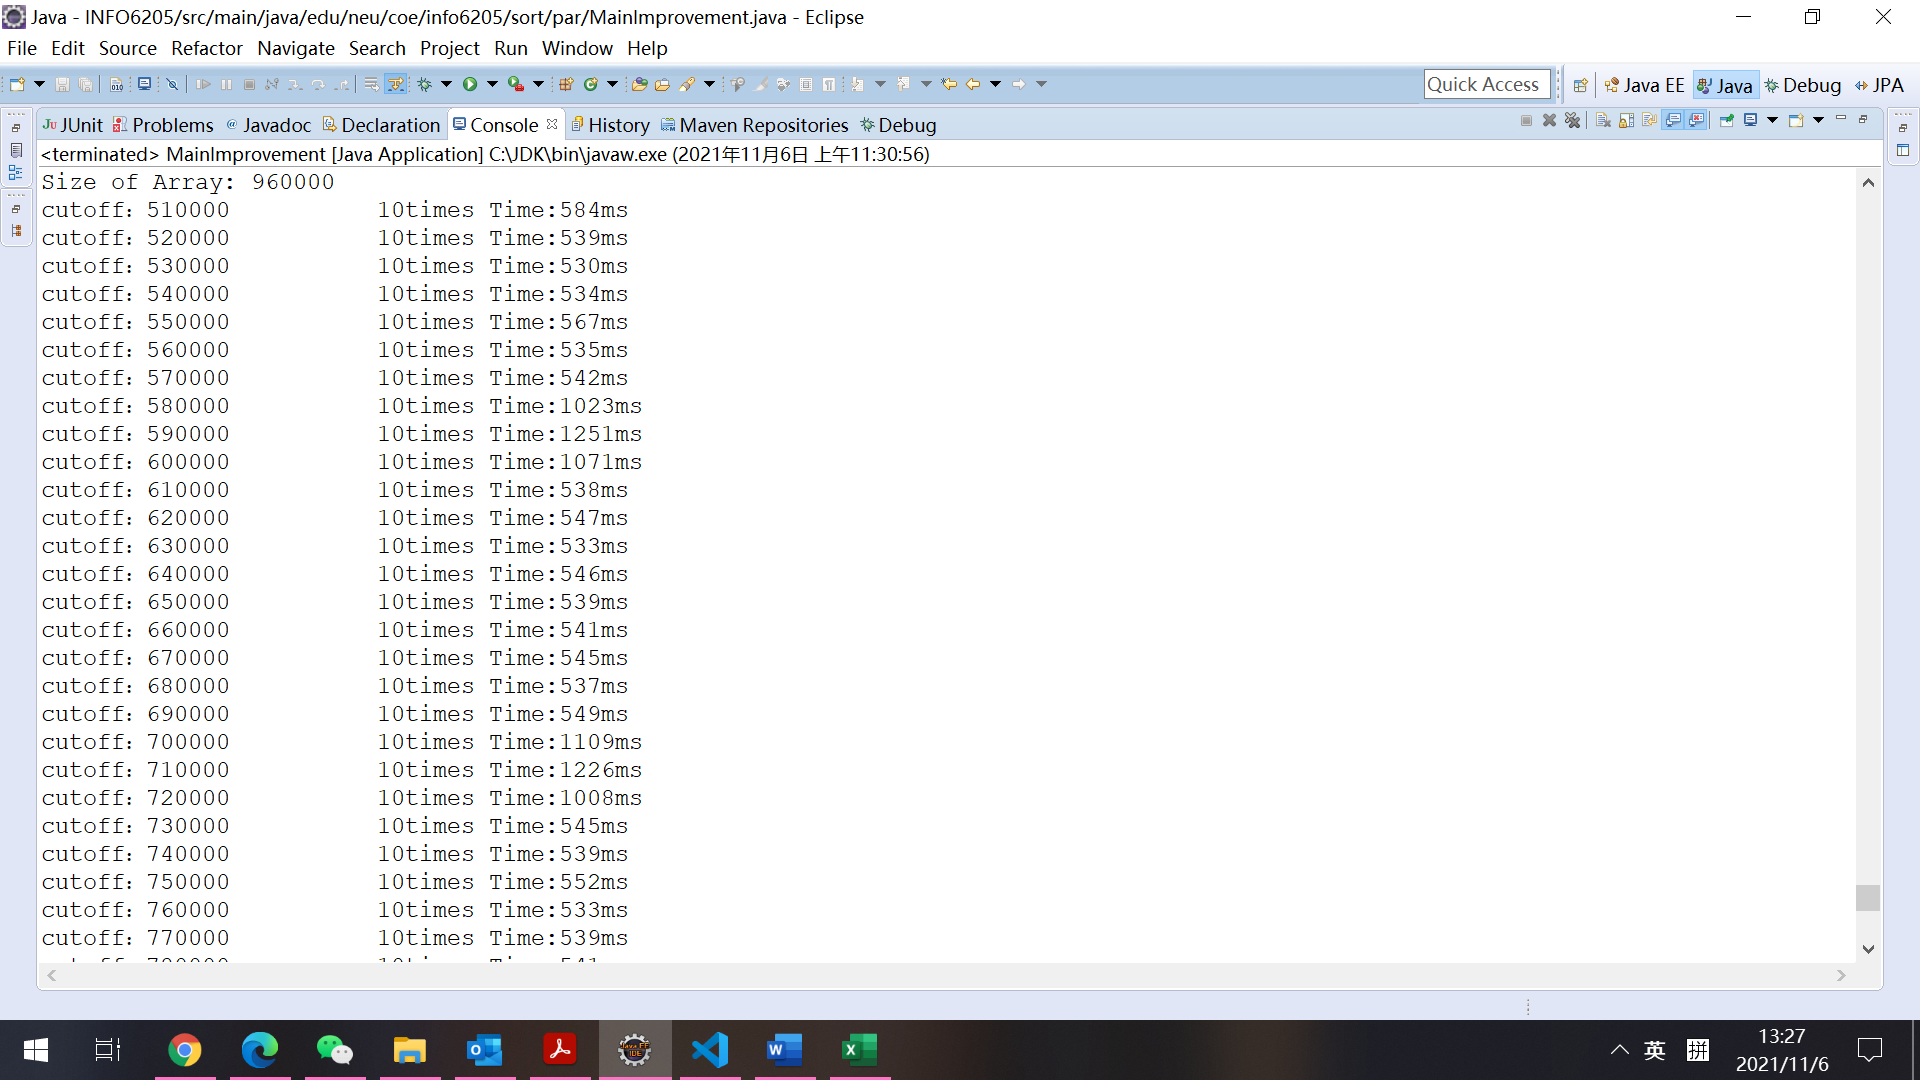 Java - INFO6205/src/main/java/edu/neu/coe/info6205/sort/par/MainImprovement.java - Eclipse
File Edit Source Refactor Navigate Search Project Run Window Help
Quick Access Java EE Java Debug JPA
JUnit Problems Javadoc Declaration Console History Maven Repositories Debug
<terminated> MainImprovement [Java Application] C:\JDK\bin\javaw.exe (2021年11月6日 上午11:30:56)
Size of Array: 960000
cutoff: 510000 10times Time:584ms
cutoff: 520000 10times Time:539ms
cutoff: 530000 10times Time:530ms
cutoff: 540000 10times Time:534ms
cutoff: 550000 10times Time:567ms
cutoff: 560000 10times Time:535ms
cutoff: 570000 10times Time:542ms
cutoff: 580000 10times Time:1023ms
cutoff: 590000 10times Time:1251ms
cutoff: 600000 10times Time:1071ms
cutoff: 610000 10times Time:538ms
cutoff: 620000 10times Time:547ms
cutoff: 630000 10times Time:533ms
cutoff: 640000 10times Time:546ms
cutoff: 650000 10times Time:539ms
cutoff: 660000 10times Time:541ms
cutoff: 670000 10times Time:545ms
cutoff: 680000 10times Time:537ms
cutoff: 690000 10times Time:549ms
cutoff: 700000 10times Time:1109ms
cutoff: 710000 10times Time:1226ms
cutoff: 720000 10times Time:1008ms
cutoff: 730000 10times Time:545ms
cutoff: 740000 10times Time:539ms
cutoff: 750000 10times Time:552ms
cutoff: 760000 10times Time:533ms
cutoff: 770000 10times Time:539ms
英 拼
13:27
2021/11/6